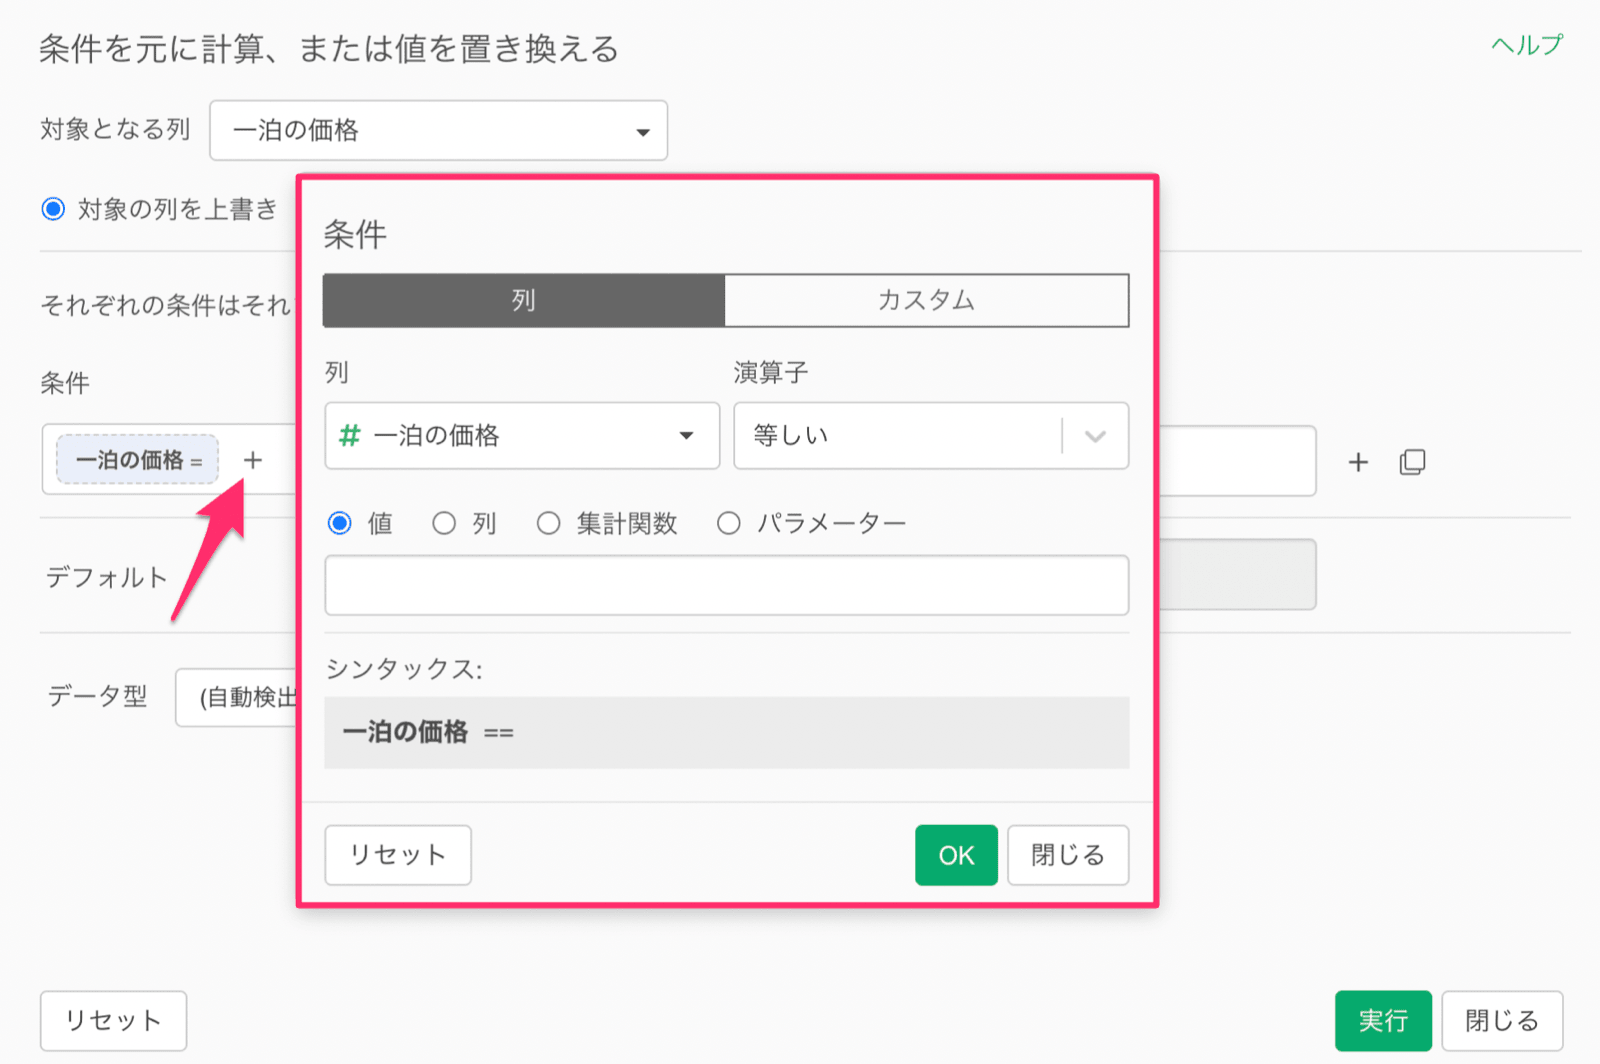 条件を元に計算、または値を置き換える
ヘルプ
対象となる列
一泊の価格
対象の列を上書き
それぞれの条件はそれ
条件
一泊の価格 =
+
+
デフォルト
データ型
(自動検出
条件
列
カスタム
列
演算子
# 一泊の価格
等しい
値
列
集計関数
パラメーター
シンタックス:
一泊の価格 ==
リセット
OK
閉じる
リセット
実行
閉じる